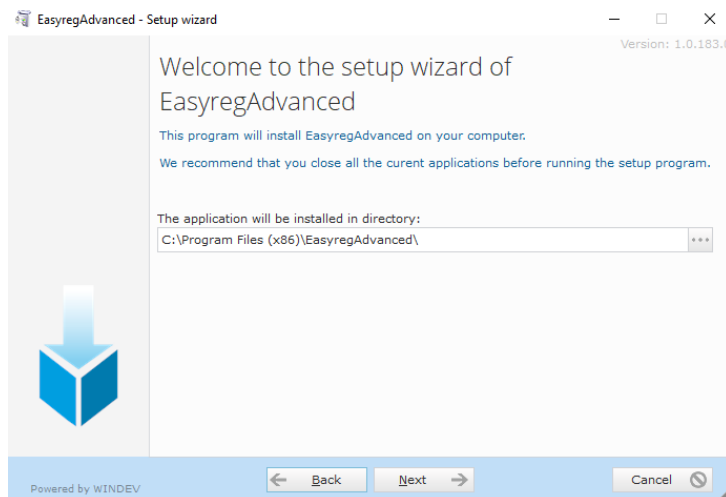 EasyregAdvanced - Setup wizard
Version: 1.0.183.0
Welcome to the setup wizard of
EasyregAdvanced
This program will install EasyregAdvanced on your computer.
We recommend that you close all the curent applications before running the setup program.
The application will be installed in directory:
C:\Program Files (x86)\EasyregAdvanced\
Powered by WINDEV
Back
Next
Cancel